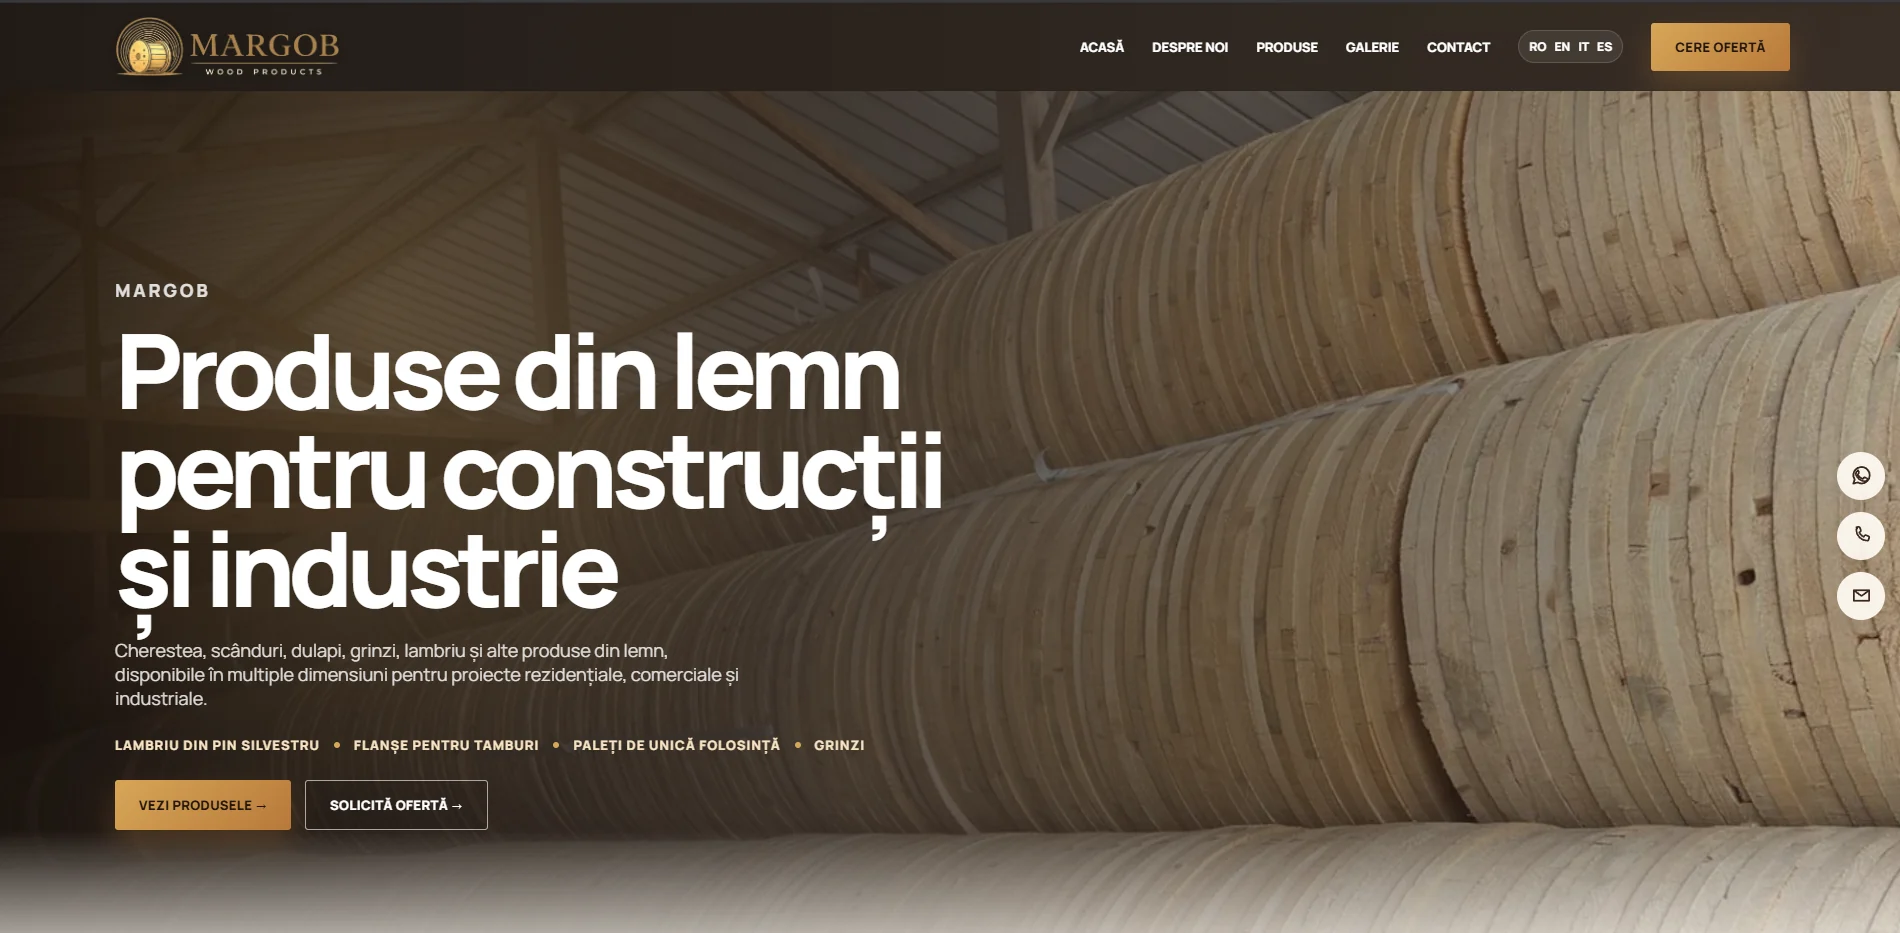 MARGOB
WOOD PRODUCTS
ACASĂ DESPRE NOI PRODUSE GALERIE CONTACT RO EN IT ES CERE OFERTĂ
MARGOB
Produse din lemn
pentru construcții
și industrie
Cherestea, scânduri, dulapi, grinzi, lambriu și alte produse din lemn,
disponibile în multiple dimensiuni pentru proiecte rezidențiale, comerciale și
industriale.
LAMBRIU DIN PIN SILVESTRU • FLANȘE PENTRU TAMBURI • PALEȚI DE UNICĂ FOLOSINȚĂ • GRINZI
VEZI PRODUSELE → SOLICITĂ OFERTĂ →